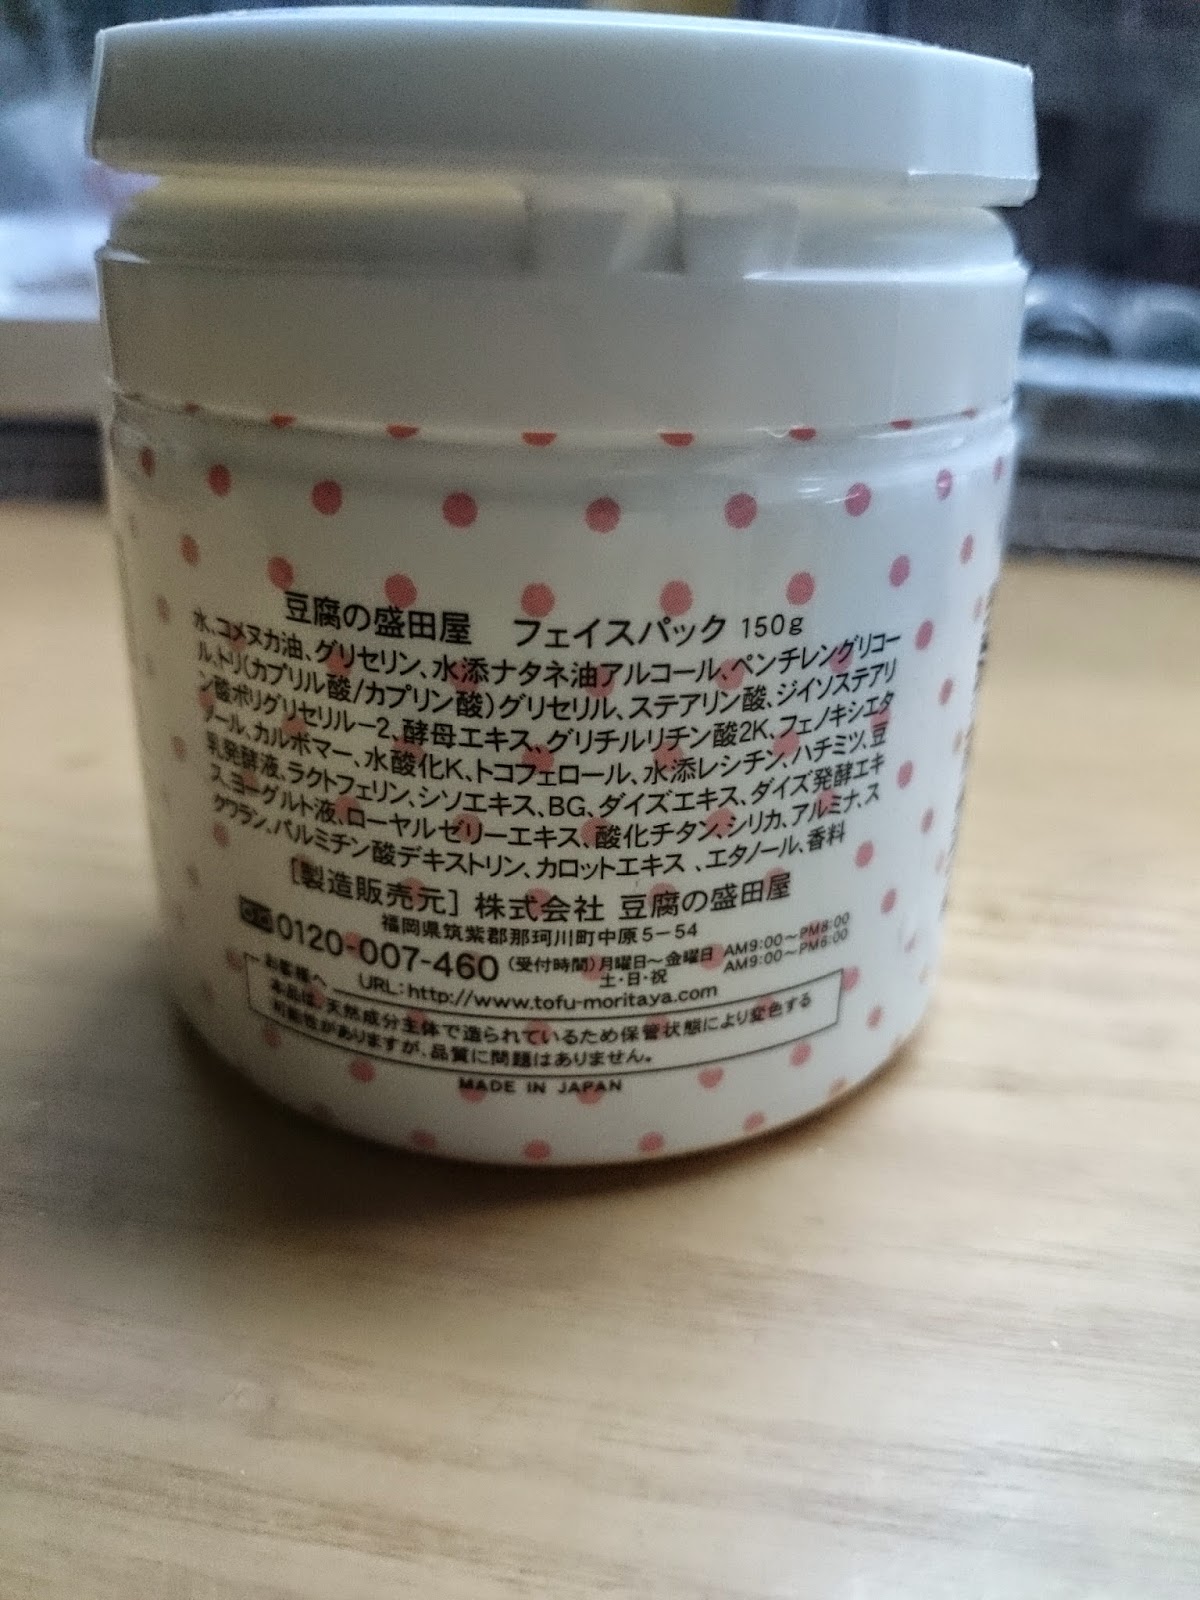 豆腐の盛田屋 フェイスパック 150g
水、コメヌカ油、グリセリン、水添ナタネ油アルコール、ペンチレングリコー
ル、トリ(カプリル酸/カプリン酸)グリセリル、ステアリン酸、ジイソステアリ
ン酸ポリグリセリル−2、酵母エキス、グリチルリチン酸2K、フェノキシエタ
ノール、カルボマー、水酸化K、トコフェロール、水添レシチン、ハチミツ、豆
乳発酵液、ラクトフェリン、シソエキス、BG、ダイズエキス、ダイズ発酵エキ
ス、ヨーグルト液、ローヤルゼリーエキス、酸化チタン、シリカ、アルミナ、ス
クワラン、パルミチン酸デキストリン、カロットエキス、エタノール、香料
[製造販売元] 株式会社 豆腐の盛田屋
福岡県筑紫郡那珂川町中原5−54
0120-007-460 (受付時間) 月曜日〜金曜日 AM9:00〜PM8:00
土・日・祝 AM9:00〜PM6:00
URL:http://www.tofu-moritaya.com
お客様へ
本品は、天然成分主体で造られているため保管状態により変色する
可能性がありますが、品質に問題はありません。
MADE IN JAPAN